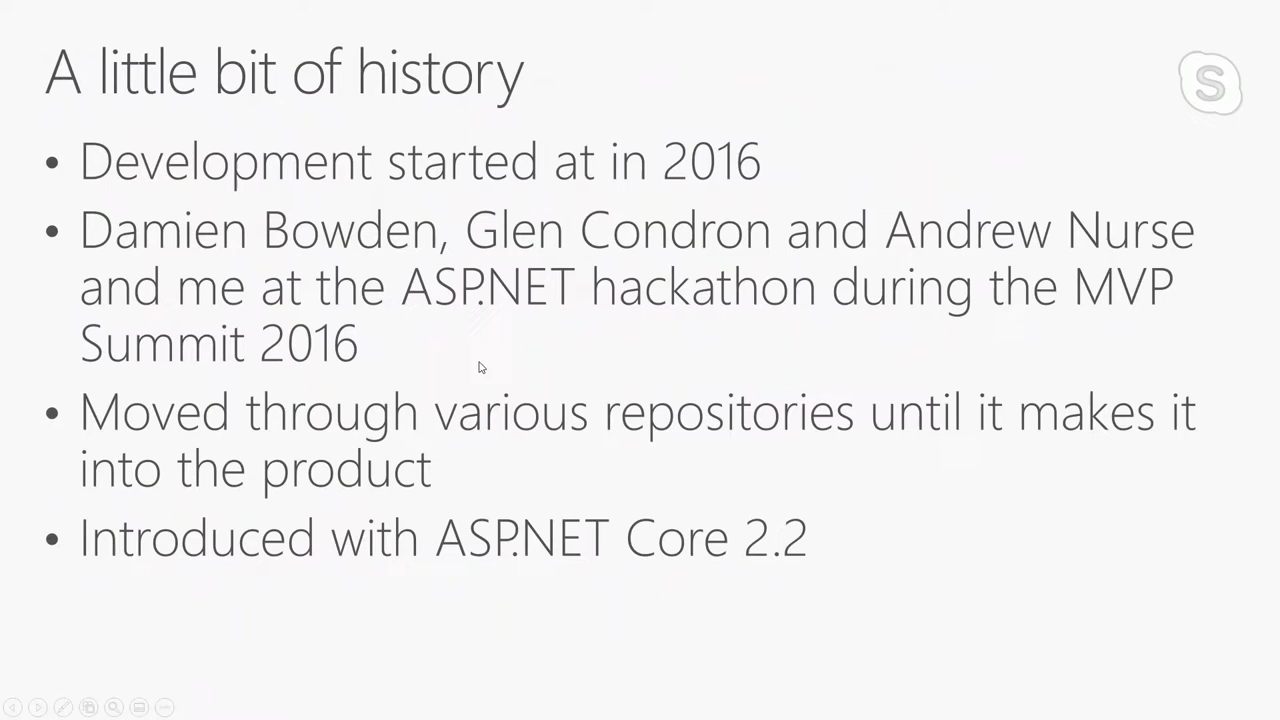 A little bit of history
S
• Development started at in 2016
• Damien Bowden, Glen Condron and Andrew Nurse
and me at the ASP.NET hackathon during the MVP
Summit 2016
• Moved through various repositories until it makes it
into the product
• Introduced with ASP.NET Core 2.2